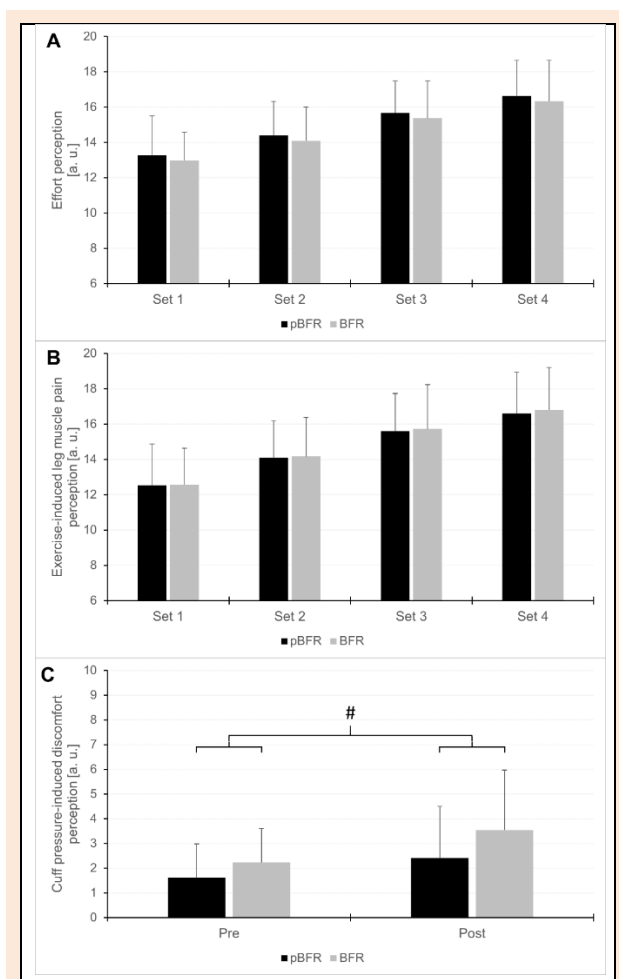 A
20
18
16
14
12
10
8
6
Effort perception
[a. u.]
Set 1 Set 2 Set 3 Set 4
■pBFR ■BFR
B
20
18
16
14
12
10
8
6
Exercise-induced leg muscle pain
perception [a. u.]
Set 1 Set 2 Set 3 Set 4
■pBFR ■BFR
C
10
9
8
7
6
5
4
3
2
1
0
Cuff pressure-induced discomfort
perception [a. u.]
#
Pre Post
■pBFR ■BFR